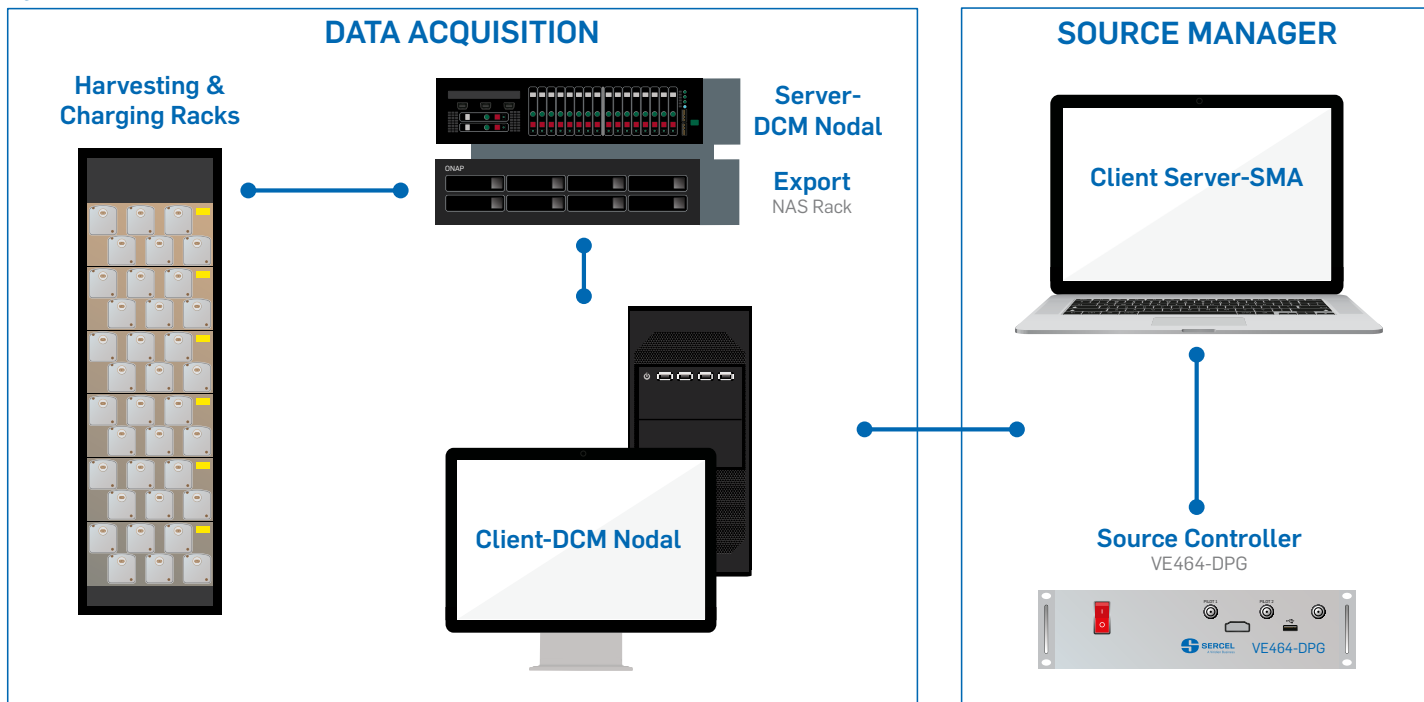 DATA ACQUISITION
Harvesting &
Charging Racks
Server-
DCM Nodal
ONAP
Export
NAS Rack
Client-DCM Nodal
SOURCE MANAGER
Client Server-SMA
Source Controller
VE464-DPG
PILOT 1
PILOT 2
SERCEL
VE464-DPG